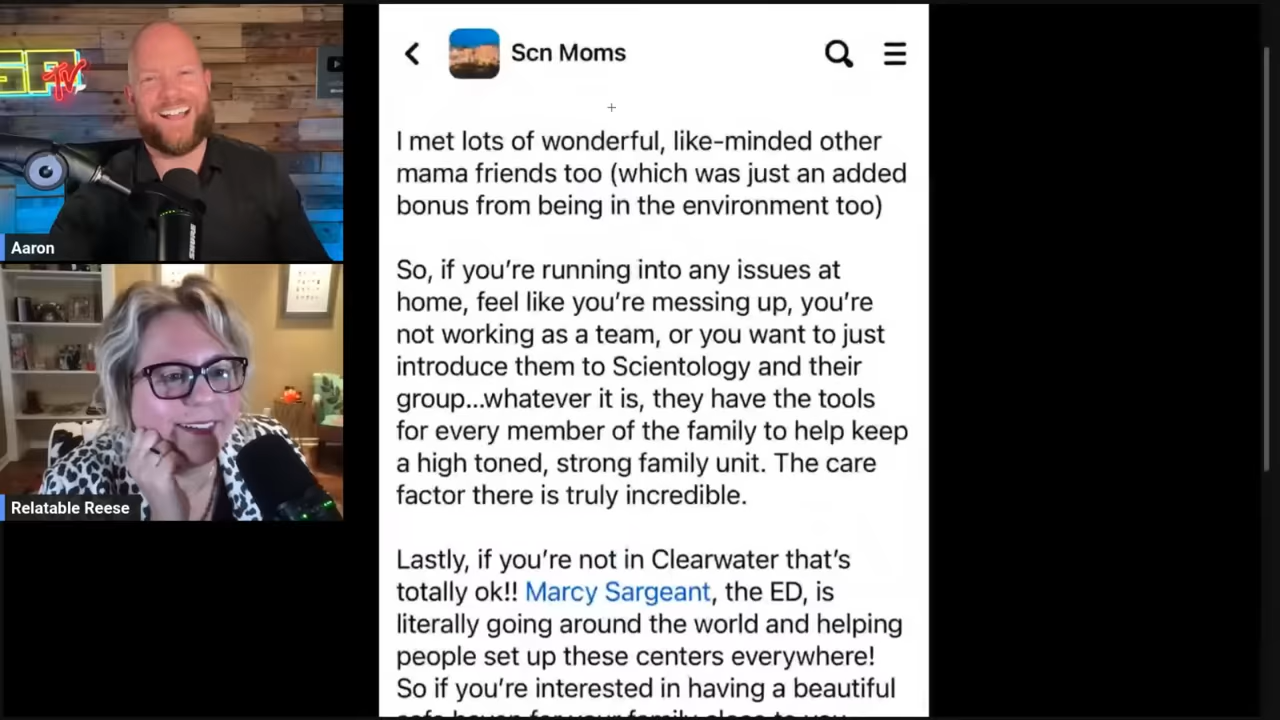 Scn Moms
I met lots of wonderful, like-minded other
mama friends too (which was just an added
bonus from being in the environment too)
So, if you're running into any issues at
home, feel like you're messing up, you're
not working as a team, or you want to just
introduce them to Scientology and their
group...whatever it is, they have the tools
for every member of the family to help keep
a high toned, strong family unit. The care
factor there is truly incredible.
Lastly, if you're not in Clearwater that's
totally ok!! Marcy Sargeant, the ED, is
literally going around the world and helping
people set up these centers everywhere!
So if you're interested in having a beautiful
TV
Aaron
SHURE
Relatable Reese